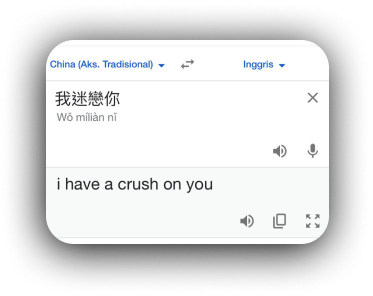 China (Aks. Tradisional) Inggris
我迷戀你
Wǒ míliàn nǐ
i have a crush on you